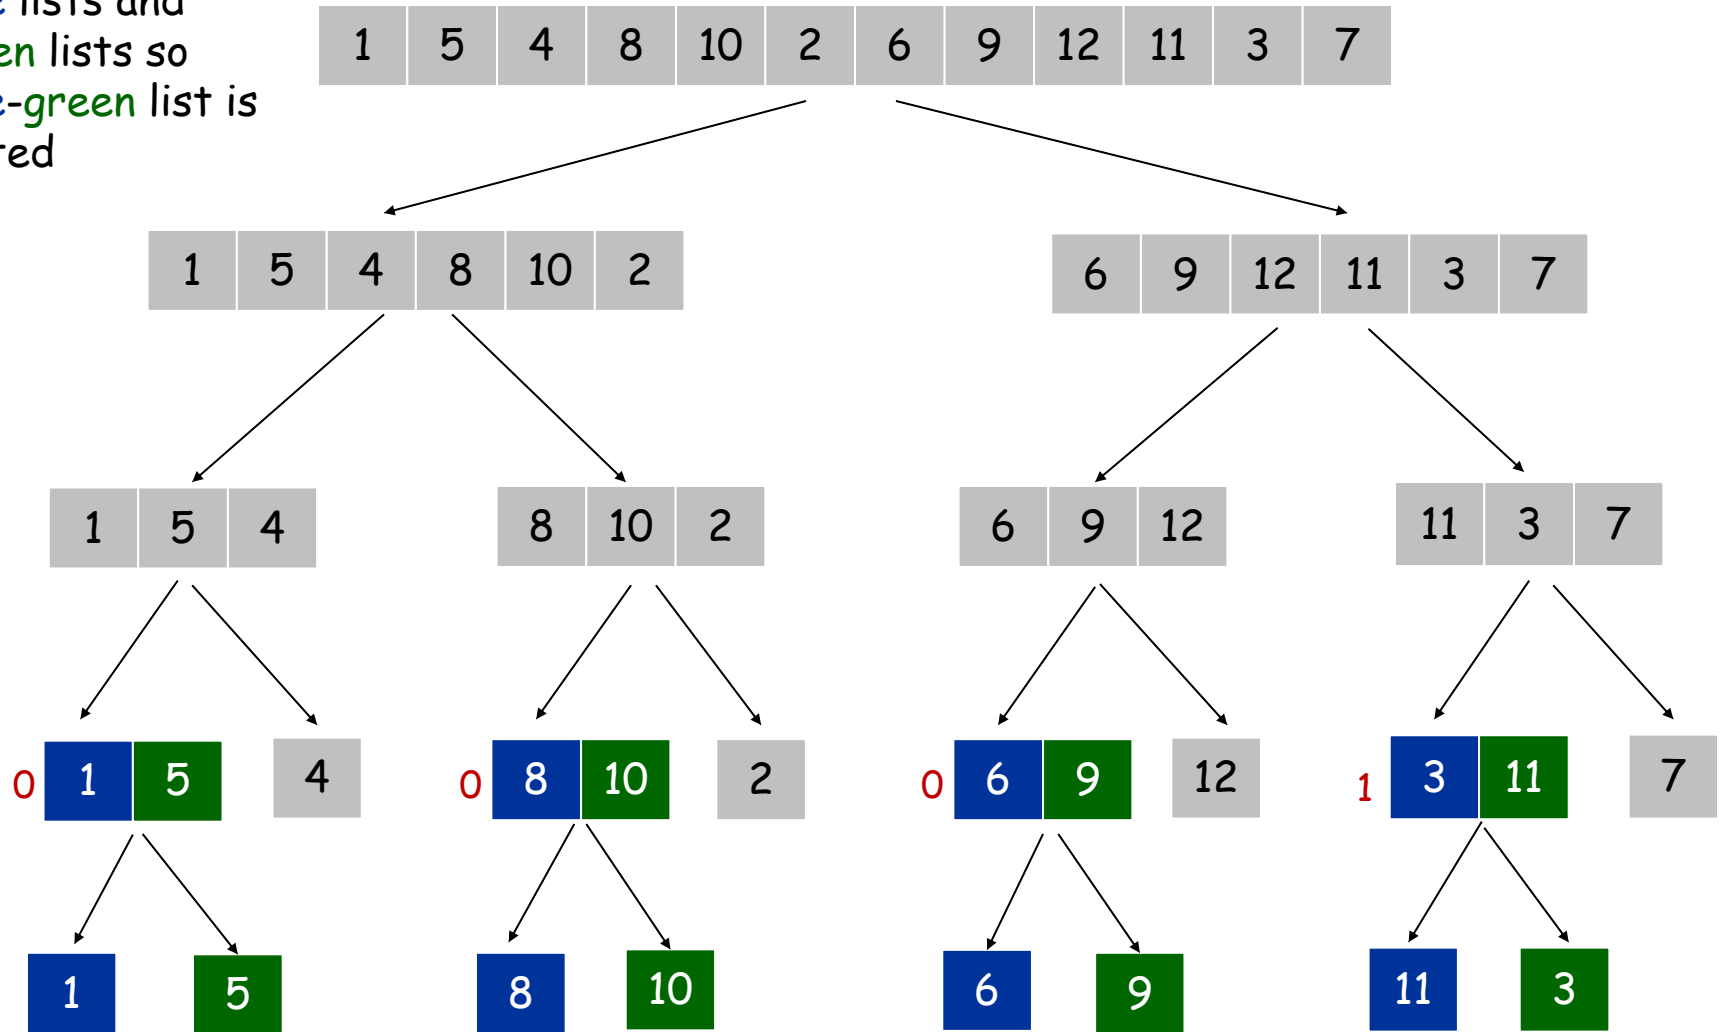 lists and
lists so
-green list is
1 5 4 8 10 2 6 9 12 11 3 7
1 5 4 8 10 2
6 9 12 11 3 7
1 5 4
8 10 2
6 9 12
11 3 7
0 1 5 4
0 8 10 2
0 6 9 12
1 3 11 7
1 5
8 10
6 9
11 3